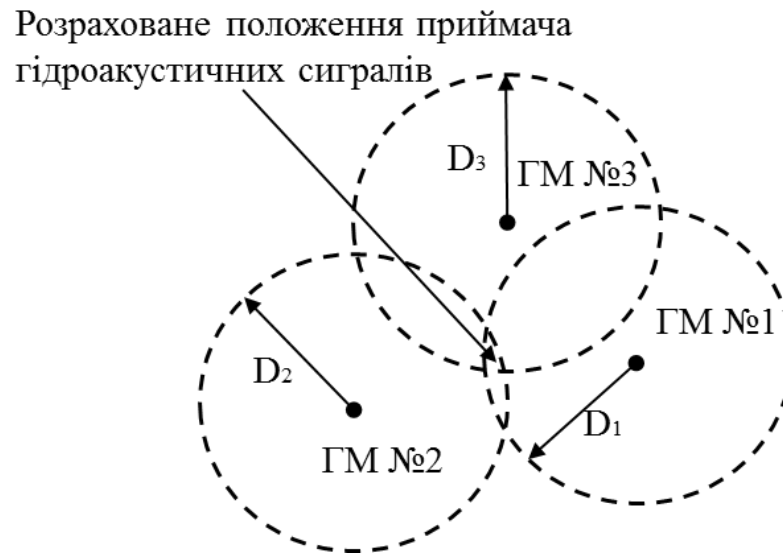 Розраховане положення приймача
гідроакустичних сигралів
D₃
ГМ №3
ГМ №1
D₂
D₁
ГМ №2